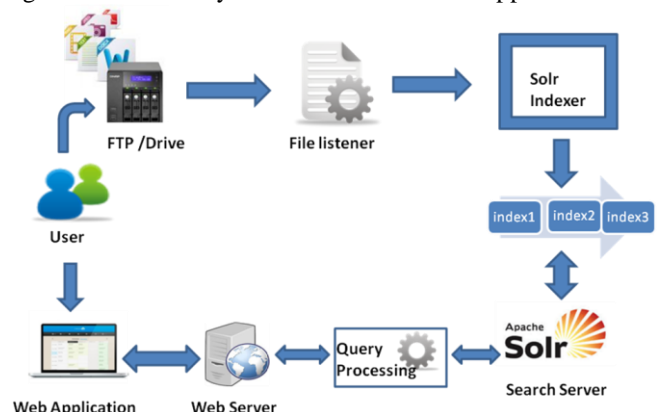 Solr
Indexer
FTP /Drive
File listener
index1
index2
index3
User
Apache
Solr
Query
Processing
Search Server
Web Application
Web Server